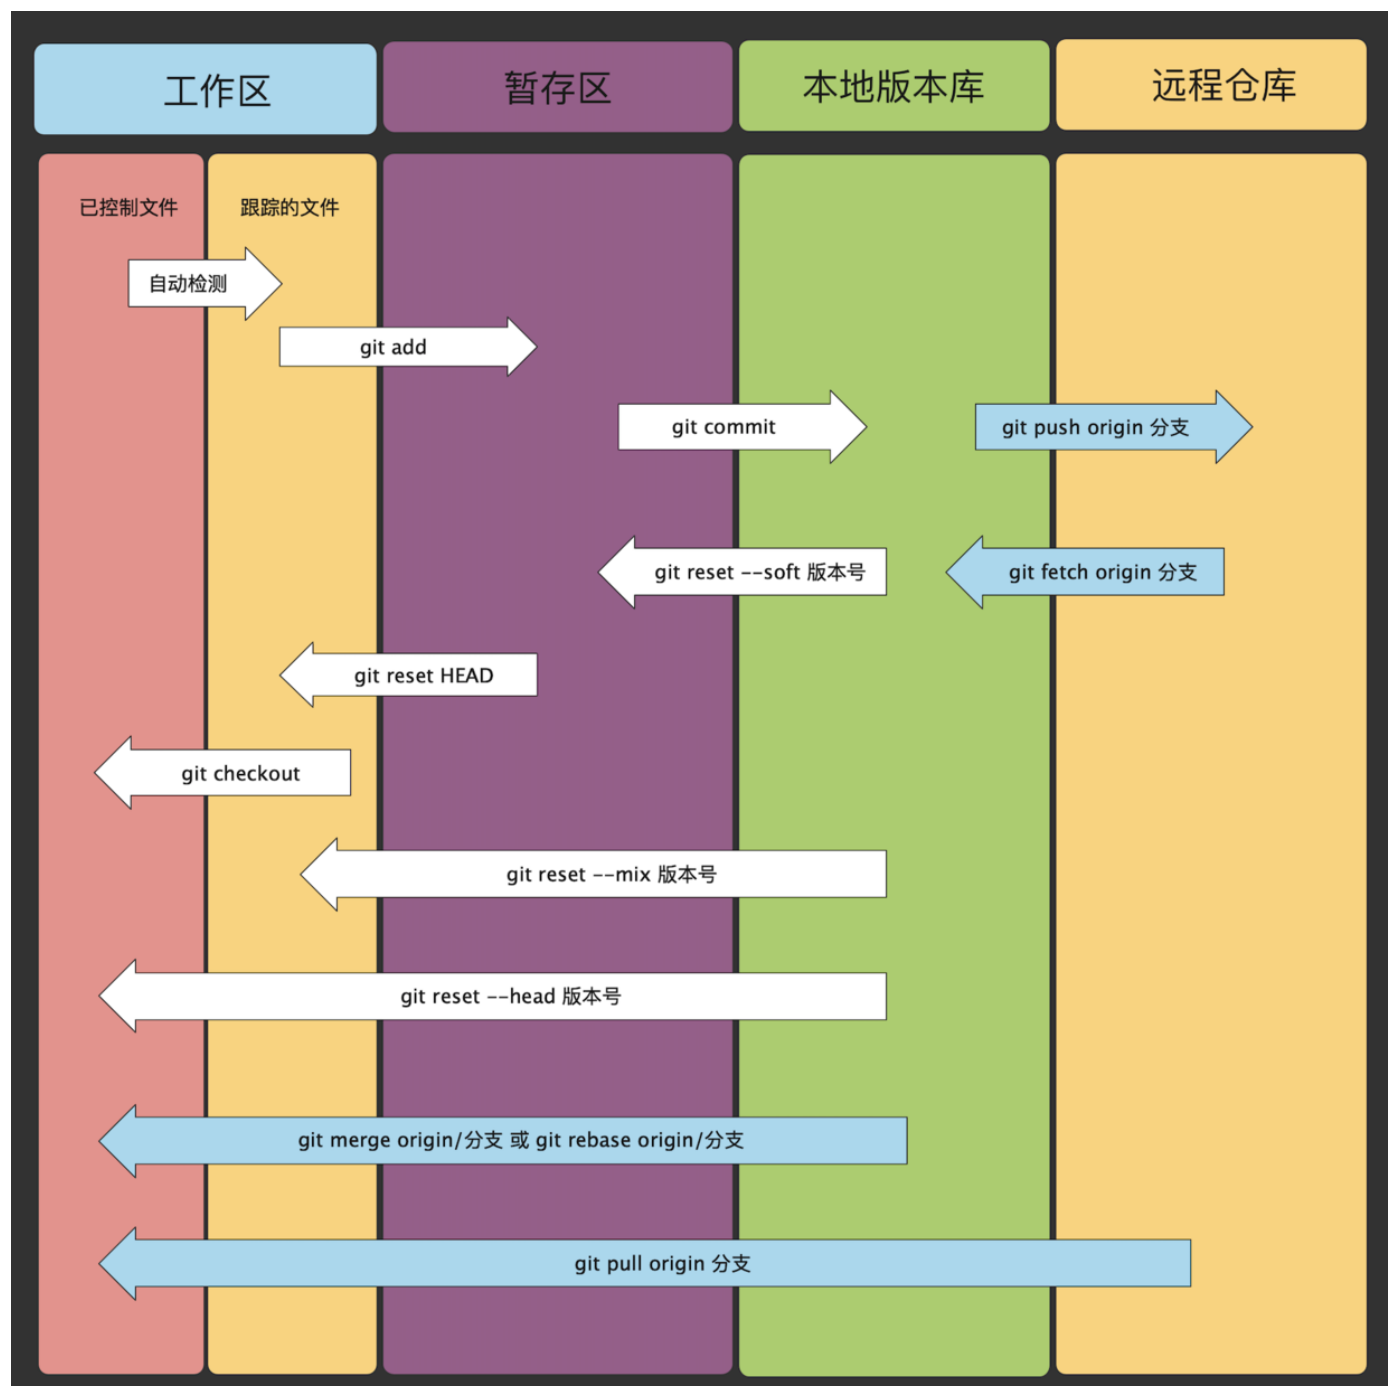 工作区
暂存区
本地版本库
远程仓库
已控制文件
跟踪的文件
自动检测
git add
git commit
git push origin 分支
git reset --soft 版本号
git fetch origin 分支
git reset HEAD
git checkout
git reset --mix 版本号
git reset --head 版本号
git merge origin/分支 或 git rebase origin/分支
git pull origin 分支